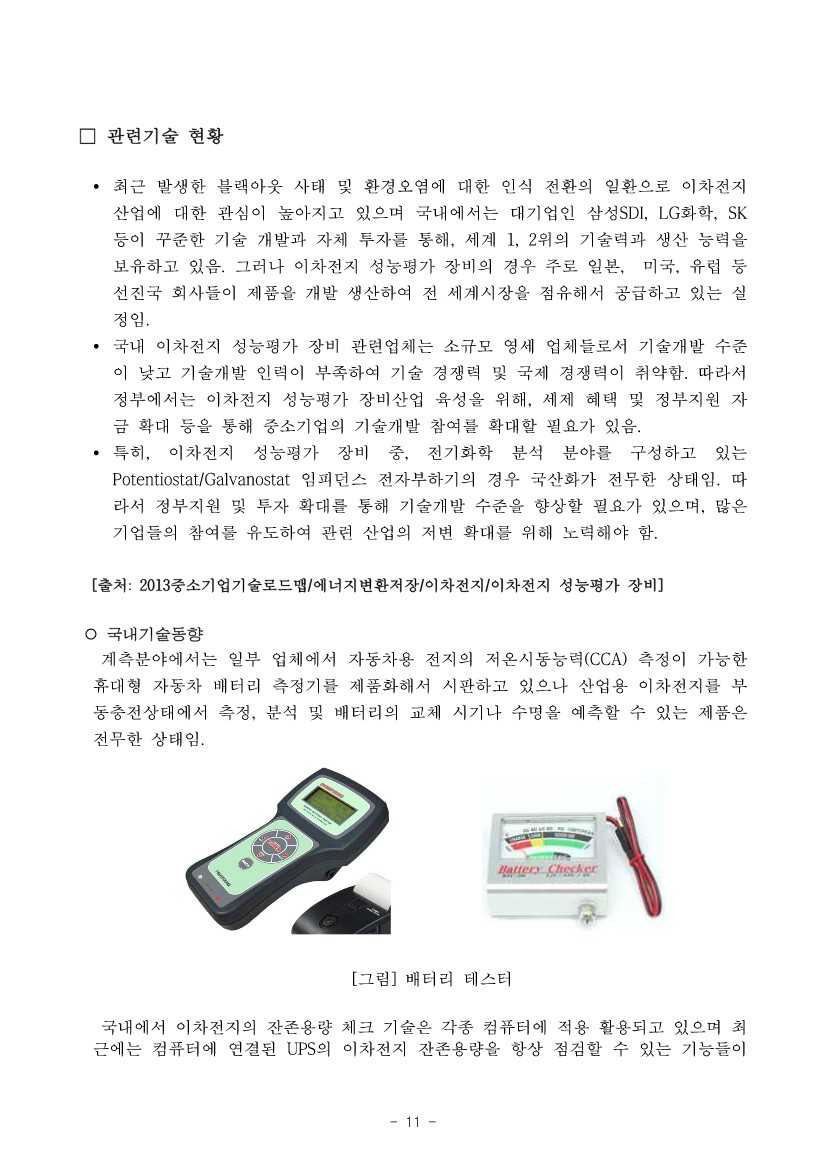 □ 관련기술 현황
• 최근 발생한 블랙아웃 사태 및 환경오염에 대한 인식 전환의 일환으로 이차전지
산업에 대한 관심이 높아지고 있으며 국내에서는 대기업인 삼성SDI, LG화학, SK
등이 꾸준한 기술 개발과 자체 투자를 통해, 세계 1, 2위의 기술력과 생산 능력을
보유하고 있음. 그러나 이차전지 성능평가 장비의 경우 주로 일본, 미국, 유럽 등
선진국 회사들이 제품을 개발 생산하여 전 세계시장을 점유해서 공급하고 있는 실
정임.
• 국내 이차전지 성능평가 장비 관련업체는 소규모 영세 업체들로서 기술개발 수준
이 낮고 기술개발 인력이 부족하여 기술 경쟁력 및 국제 경쟁력이 취약함. 따라서
정부에서는 이차전지 성능평가 장비산업 육성을 위해, 세제 혜택 및 정부지원 자
금 확대 등을 통해 중소기업의 기술개발 참여를 확대할 필요가 있음.
• 특히, 이차전지 성능평가 장비 중, 전기화학 분석 분야를 구성하고 있는
Potentiostat/Galvanostat 임피던스 전자부하기의 경우 국산화가 전무한 상태임. 따
라서 정부지원 및 투자 확대를 통해 기술개발 수준을 향상할 필요가 있으며, 많은
기업들의 참여를 유도하여 관련 산업의 저변 확대를 위해 노력해야 함.
[출처: 2013중소기업기술로드맵/에너지변환저장/이차전지/이차전지 성능평가 장비]
○ 국내기술동향
계측분야에서는 일부 업체에서 자동차용 전지의 저온시동능력(CCA) 측정이 가능한
휴대형 자동차 배터리 측정기를 제품화해서 시판하고 있으나 산업용 이차전지를 부
동충전상태에서 측정, 분석 및 배터리의 교체 시기나 수명을 예측할 수 있는 제품은
전무한 상태임.
Battery Checker
[그림] 배터리 테스터
국내에서 이차전지의 잔존용량 체크 기술은 각종 컴퓨터에 적용 활용되고 있으며 최
근에는 컴퓨터에 연결된 UPS의 이차전지 잔존용량을 항상 점검할 수 있는 기능들이
- 11 -